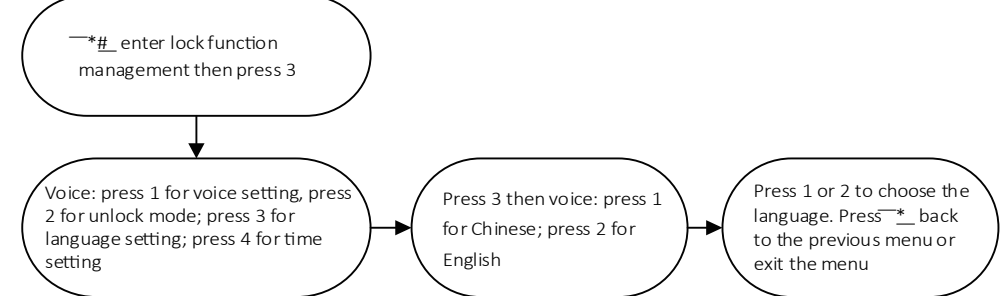 *# enter lock function
management then press 3
Voice: press 1 for voice setting, press
2 for unlock mode; press 3 for
language setting; press 4 for time
setting
Press 3 then voice: press 1
for Chinese; press 2 for
English
Press 1 or 2 to choose the
language. Press * back
to the previous menu or
exit the menu